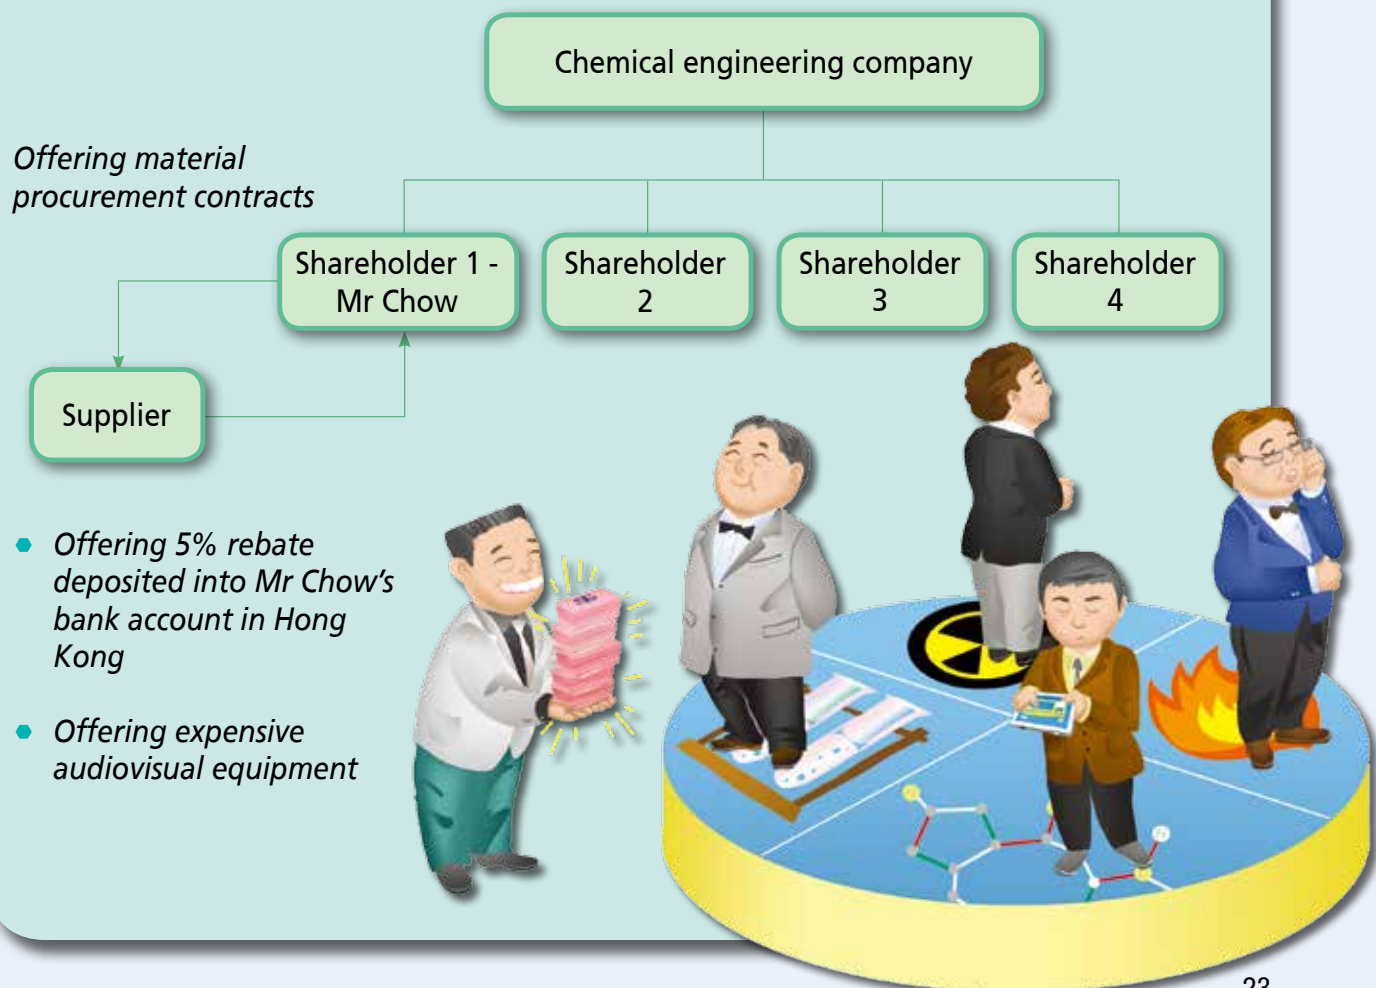 Chemical engineering company
Offering material
procurement contracts
Shareholder 1 -
Mr Chow
Shareholder
2
Shareholder
3
Shareholder
4
Supplier
Offering 5% rebate
deposited into Mr Chow's
bank account in Hong
Kong
Offering expensive
audiovisual equipment
23